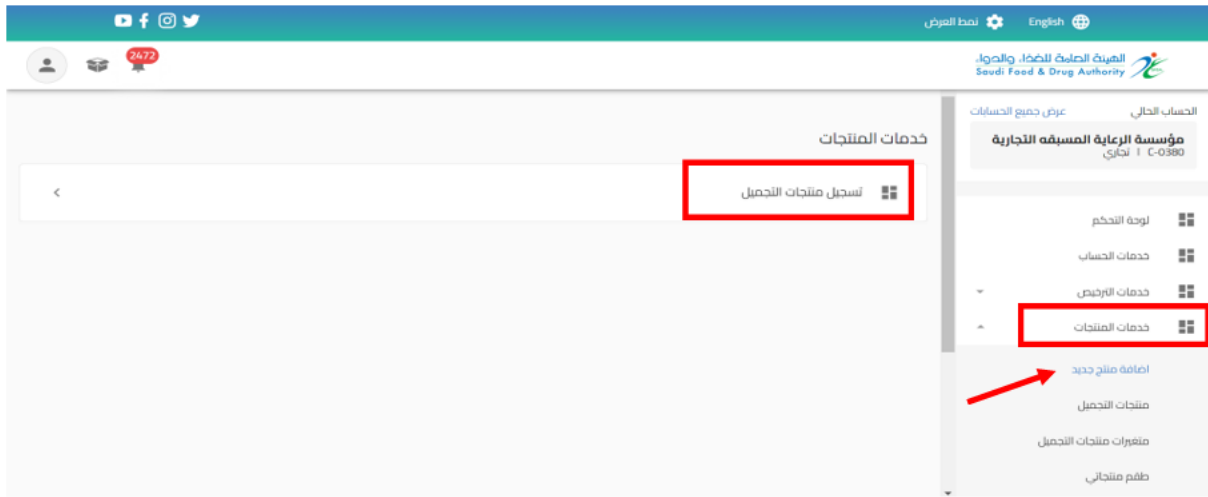 English
نمط العرض
2472
الهيئة العامة للغذاء والدواء
Saudi Food & Drug Authority
الحساب الحالي
عرض جميع الحسابات
مؤسسة الرعاية المسبقه التجارية
C-0380 | تجاري
لوحة التحكم
خدمات الحساب
خدمات الترخيص
خدمات المنتجات
اضافة منتج جديد
منتجات التجميل
متغيرات منتجات التجميل
طقم منتجاتي
خدمات المنتجات
تسجيل منتجات التجميل